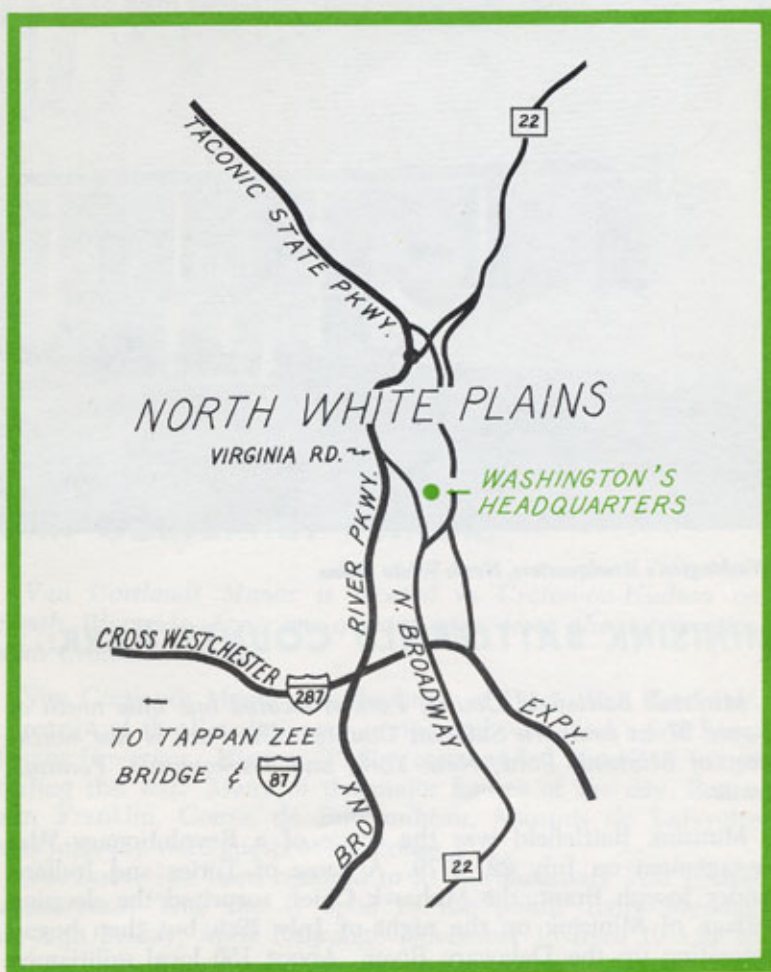 22
TACONIC STATE PKWY.
NORTH WHITE PLAINS
VIRGINIA RD.
WASHINGTON'S
HEADQUARTERS
BRONX RIVER PKWY.
N. BROADWAY
CROSS WESTCHESTER EXPY.
287
TO TAPPAN ZEE
BRIDGE & 87
22